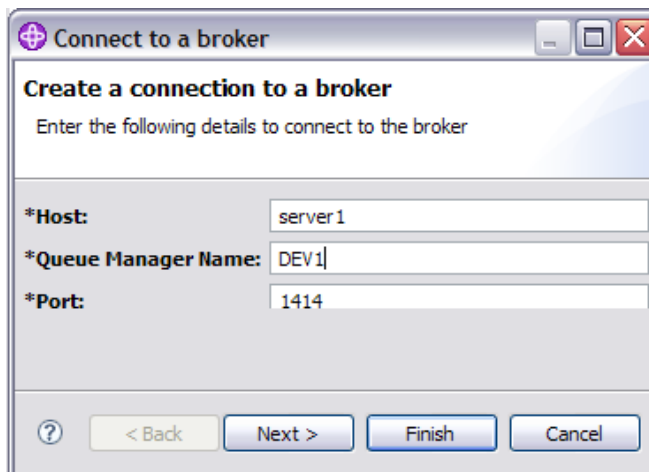 Connect to a broker
Create a connection to a broker
Enter the following details to connect to the broker
*Host: server1
*Queue Manager Name: DEV1
*Port: 1414
? < Back Next > Finish Cancel